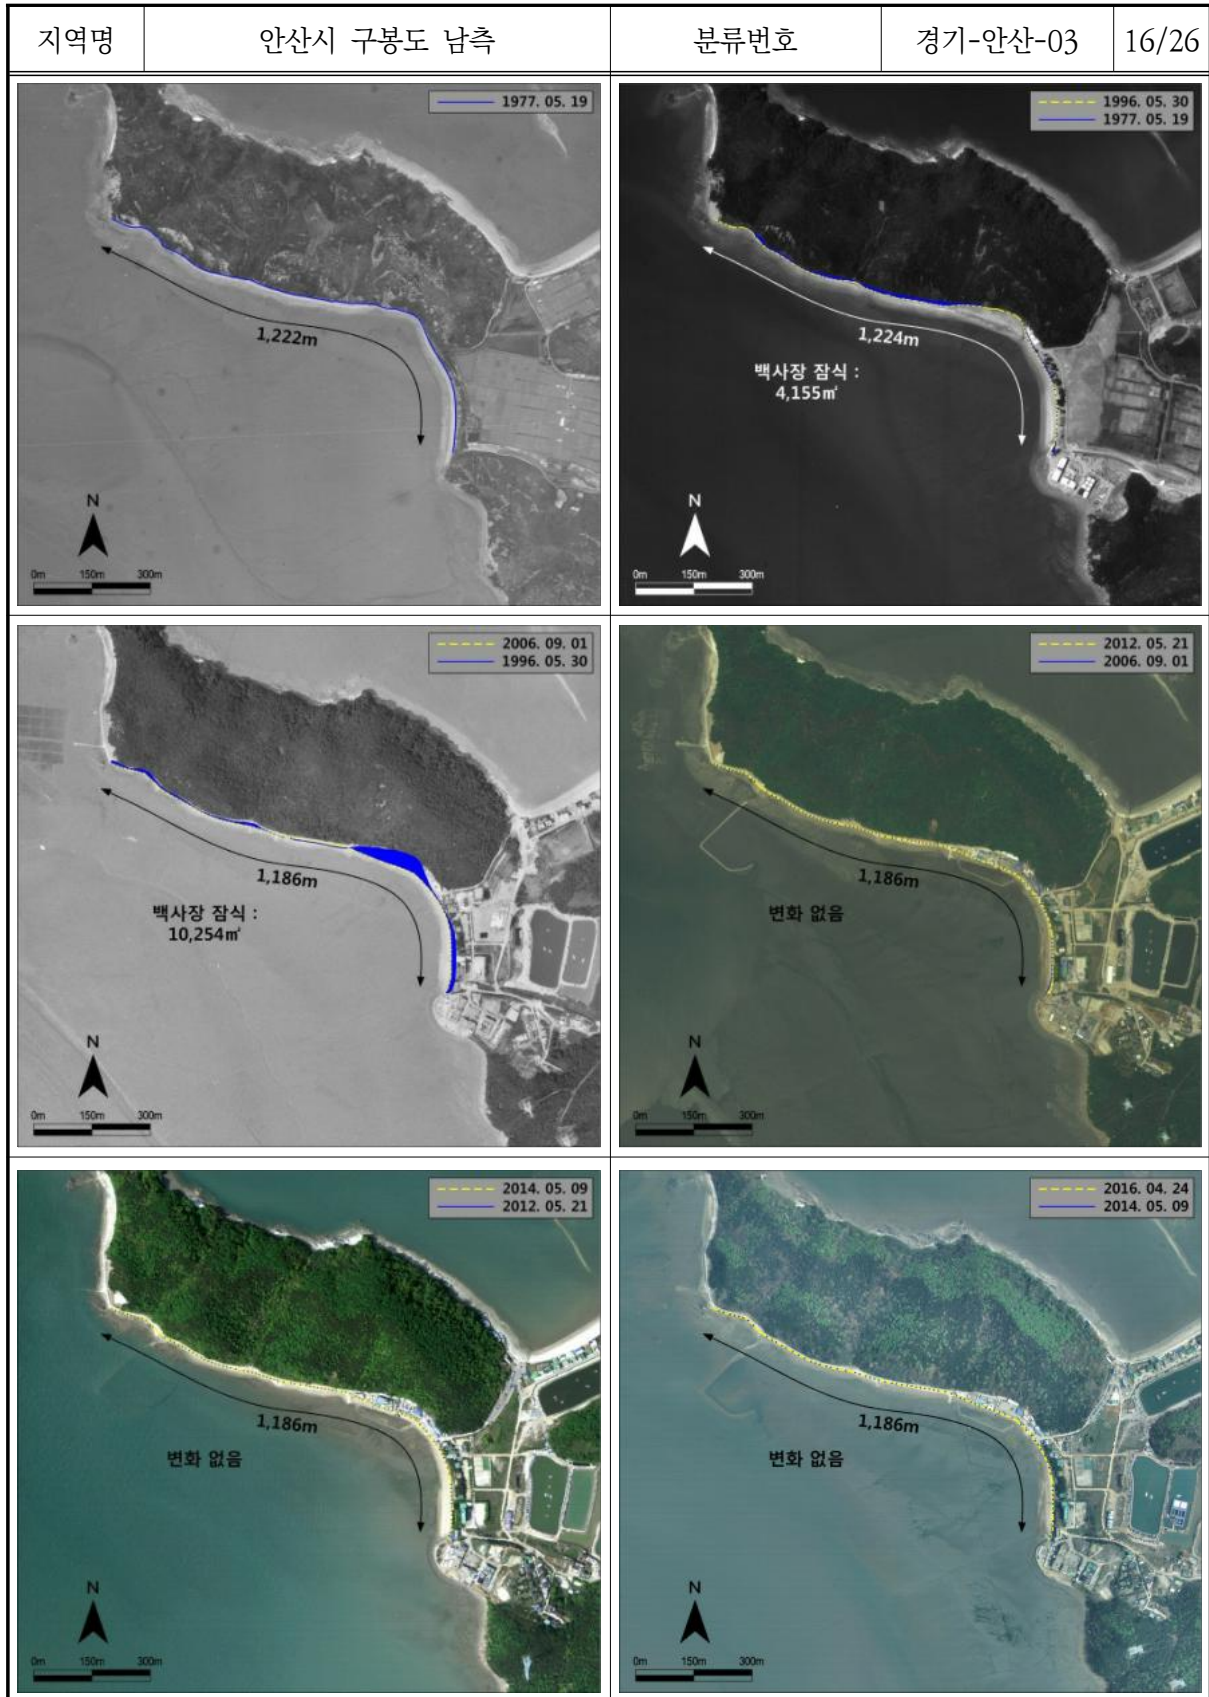 지역명 안산시 구봉도 남측 분류번호 경기-안산-03 16/26
1977. 05. 19
1,222m
N
0m 150m 300m
1996. 05. 30
1977. 05. 19
1,224m
백사장 잠식 :
4,155㎡
N
0m 150m 300m
2006. 09. 01
1996. 05. 30
1,186m
백사장 잠식 :
10,254㎡
N
0m 150m 300m
2012. 05. 21
2006. 09. 01
1,186m
변화 없음
N
0m 150m 300m
2014. 05. 09
2012. 05. 21
1,186m
변화 없음
N
0m 150m 300m
2016. 04. 24
2014. 05. 09
1,186m
변화 없음
N
0m 150m 300m